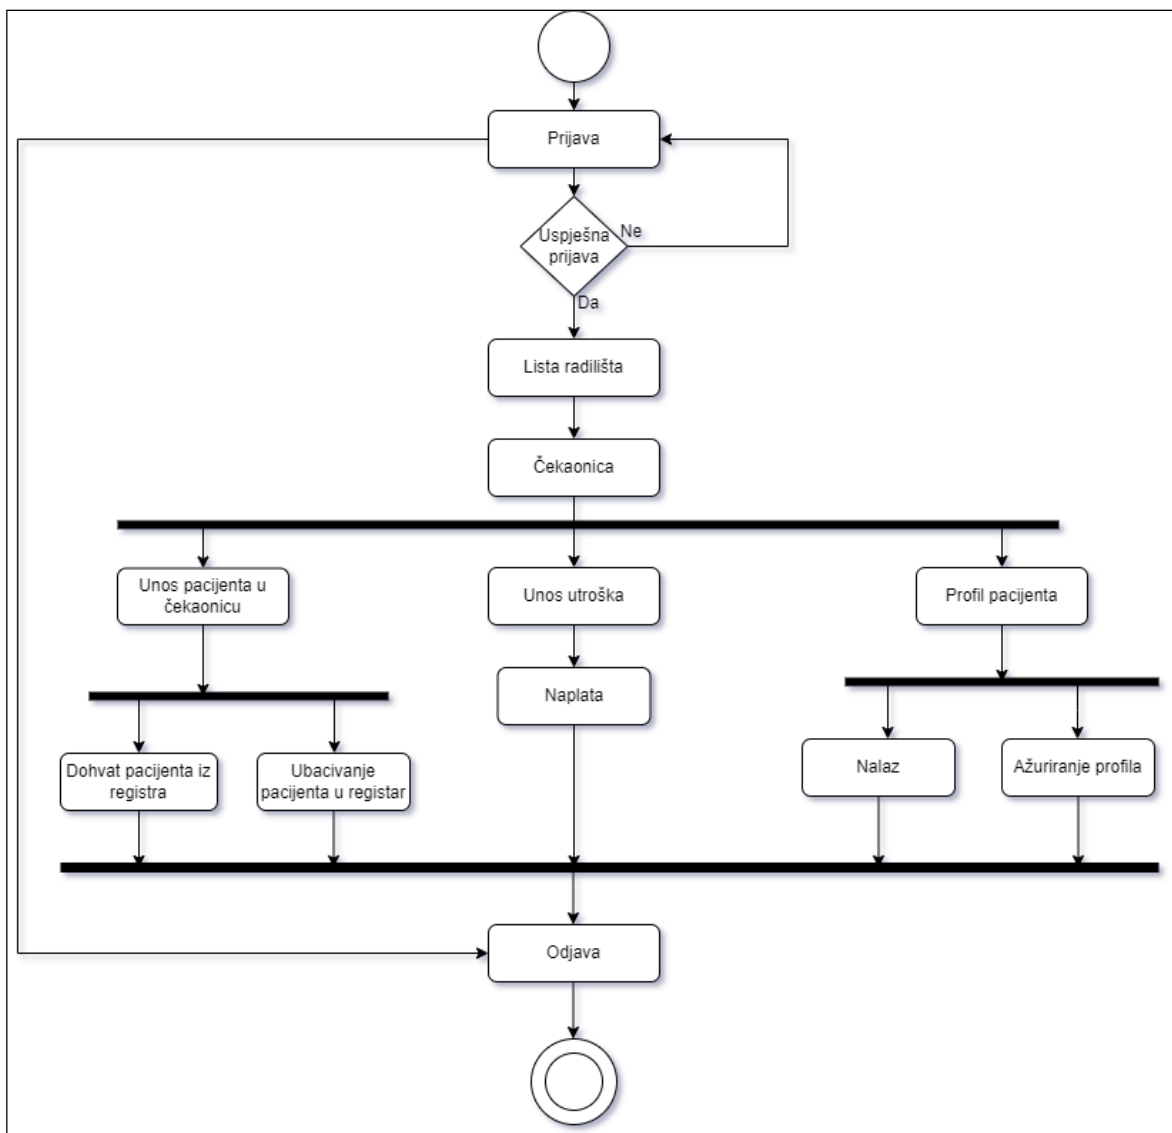 Prijava
Uspješna
prijava
Ne
Da
Lista radilišta
Čekaonica
Unos pacijenta u
čekaonicu
Unos utroška
Profil pacijenta
Naplata
Dohvat pacijenta iz
registra
Ubacivanje
pacijenta u registar
Nalaz
Ažuriranje profila
Odjava